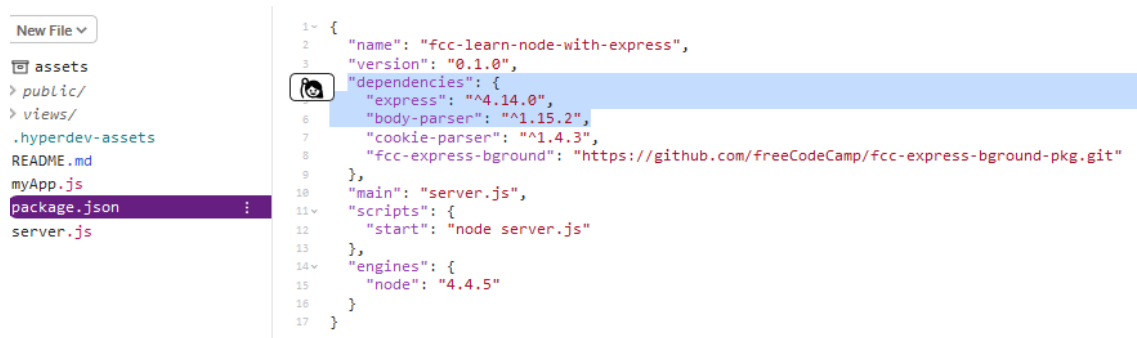 New File
assets
public/
views/
.hyperdev-assets
README.md
myApp.js
package.json
server.js
1 {
2 "name": "fcc-learn-node-with-express",
3 "version": "0.1.0",
"dependencies": {
"express": "^4.14.0",
6 "body-parser": "^1.15.2",
7 "cookie-parser": "^1.4.3",
8 "fcc-express-bground": "https://github.com/freeCodeCamp/fcc-express-bground-pkg.git"
9 },
10 "main": "server.js",
11 "scripts": {
12 "start": "node server.js"
13 },
14 "engines": {
15 "node": "4.4.5"
16 }
17 }